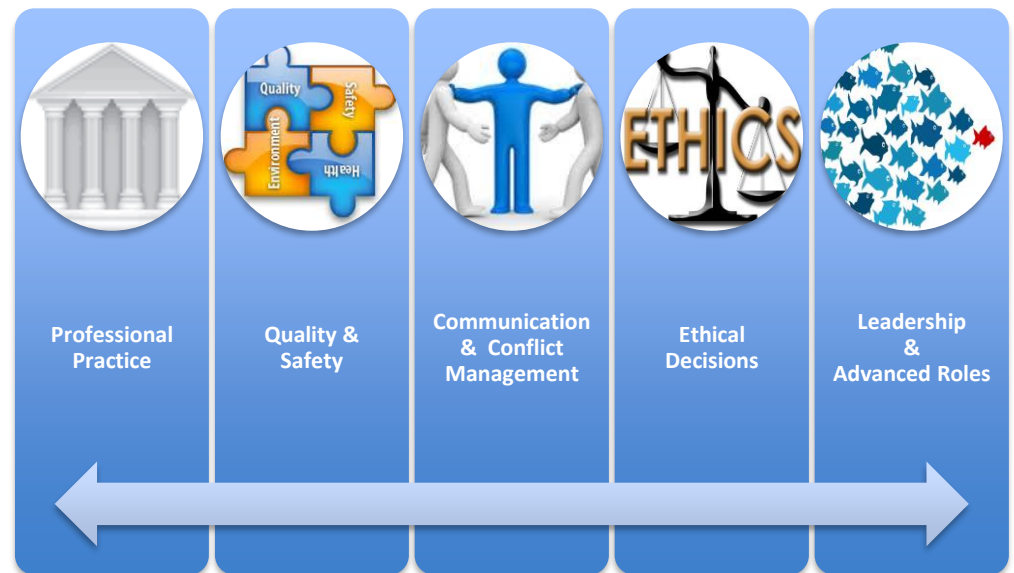 Quality
Safety
Environment
Health
ETHICS
Professional
Practice
Quality &
Safety
Communication
& Conflict
Management
Ethical
Decisions
Leadership
&
Advanced Roles